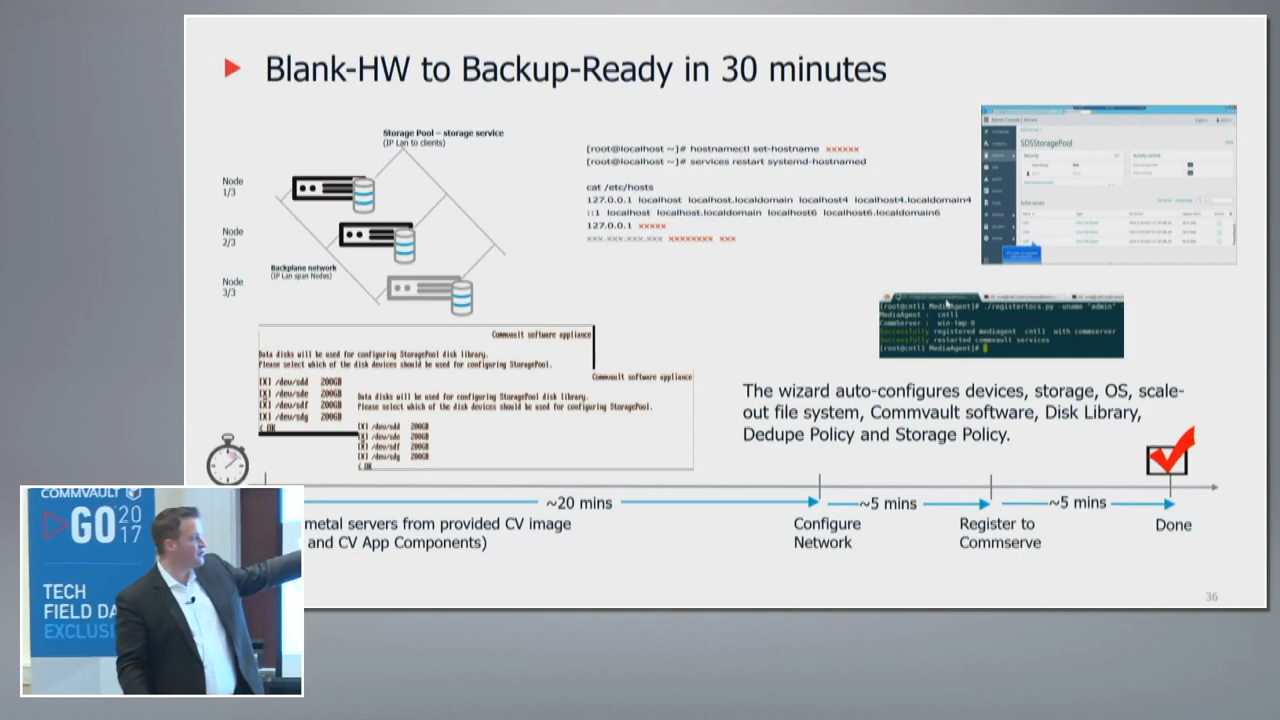 Blank-HW to Backup-Ready in 30 minutes
Storage Pool – storage service
(IP Lan to clients)
Node
1/3
Node
2/3
Node
3/3
Backplane network
(IP Lan span Nodes)
[root@localhost ~]# hostnamectl set-hostname xxxxxx
[root@localhost ~]# services restart systemd-hostnamed
cat /etc/hosts
127.0.0.1 localhost localhost.localdomain localhost4 localhost4.localdomain4
::1 localhost localhost.localdomain localhost6 localhost6.localdomain6
127.0.0.1 xxxxx
xxx.xxx.xxx.xxx xxxxxxxx xxx
SDSStoragePool
Security
[root@cntl1 MediaAgent]# ./registertocs.py -uname "admin"
MediaAgent : cntl1
CommServer : win-tmp_8
Successfully registered mediagent cntl1 with commserver
Successfully restarted commvault services
[root@cntl1 MediaAgent]#
Commvault software appliance
Data disks will be used for configuring StoragePool disk library.
Please select which of the disk devices should be used for configuring StoragePool.
[X] /dev/sdd 200GB
[X] /dev/sde 200GB
[X] /dev/sdf 200GB
[X] /dev/sdg 200GB
< OK
Commvault software appliance
Data disks will be used for configuring StoragePool disk library.
Please select which of the disk devices should be used for configuring StoragePool.
[X] /dev/sdd 200GB
[X] /dev/sde 200GB
[X] /dev/sdf 200GB
[X] /dev/sdg 200GB
< OK
The wizard auto-configures devices, storage, OS, scale-
out file system, Commvault software, Disk Library,
Dedupe Policy and Storage Policy.
~20 mins
~5 mins
~5 mins
metal servers from provided CV image
and CV App Components)
Configure
Network
Register to
Commserve
Done
36
COMMVAULT
GO 20
17
TECH
FIELD DA
EXCLUSI